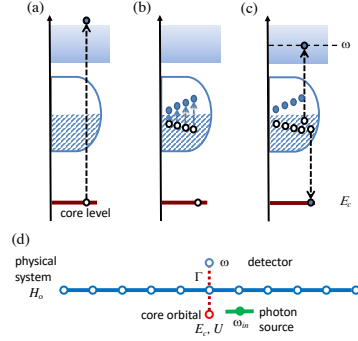 (a) (b) (c)
ω
core level
E_c
(d)
physical ω detector
system Γ
H_o
core orbital photon
E_c, U ω_in source